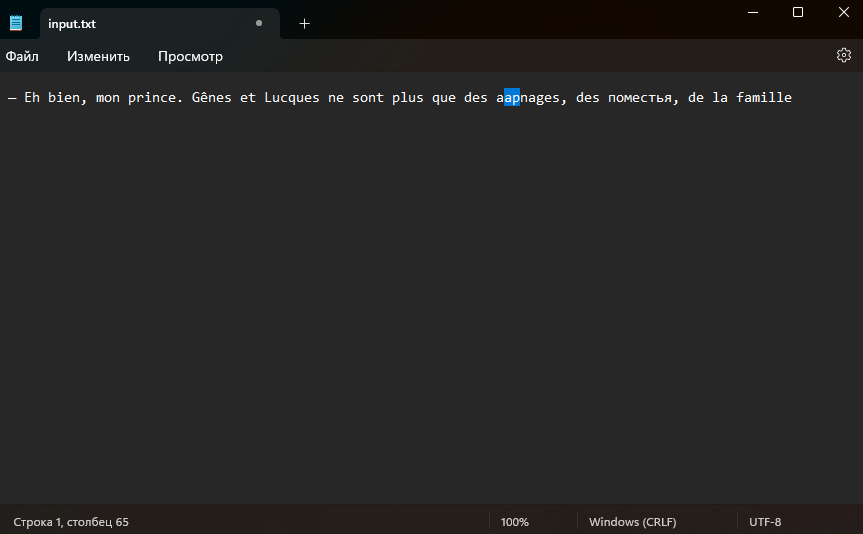 input.txt
Файл Изменить Просмотр
— Eh bien, mon prince. Gênes et Lucques ne sont plus que des aapnages, des поместья, de la famille
Строка 1, столбец 65 100% Windows (CRLF) UTF-8